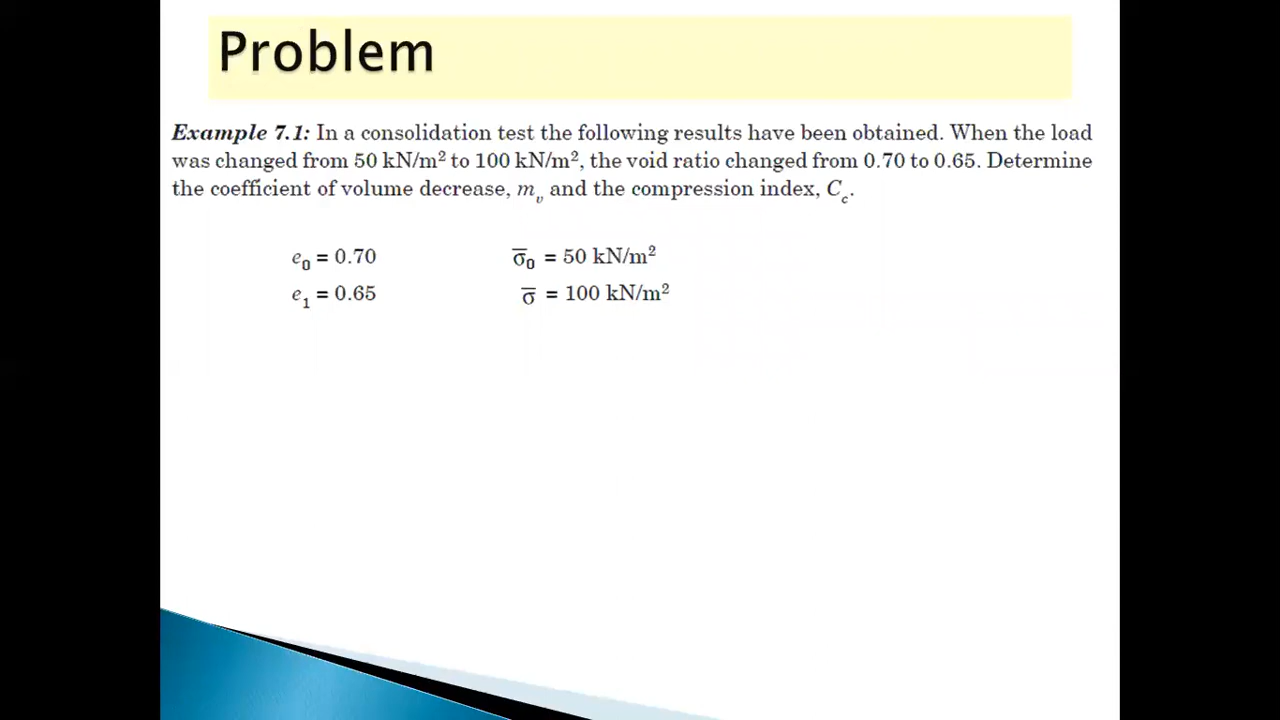 Problem
Example 7.1: In a consolidation test the following results have been obtained. When the load
was changed from 50 kN/m² to 100 kN/m², the void ratio changed from 0.70 to 0.65. Determine
the coefficient of volume decrease, mᵥ and the compression index, C_c.
e₀ = 0.70 σ̅₀ = 50 kN/m²
e₁ = 0.65 σ̅ = 100 kN/m²